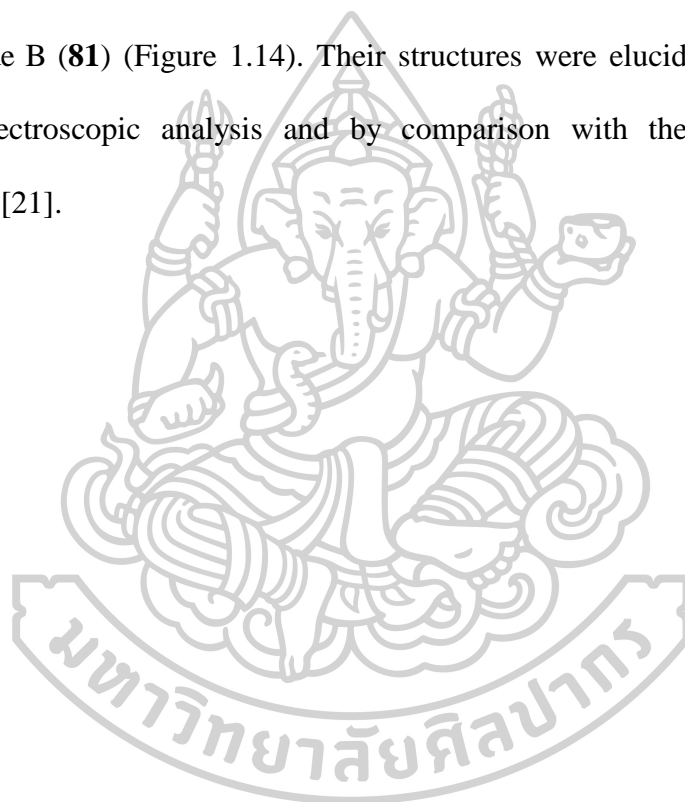 e B (81) (Figure 1.14). Their structures were elucid
ectroscopic analysis and by comparison with the
[21].
มหาวิทยาลัยศิลปากร